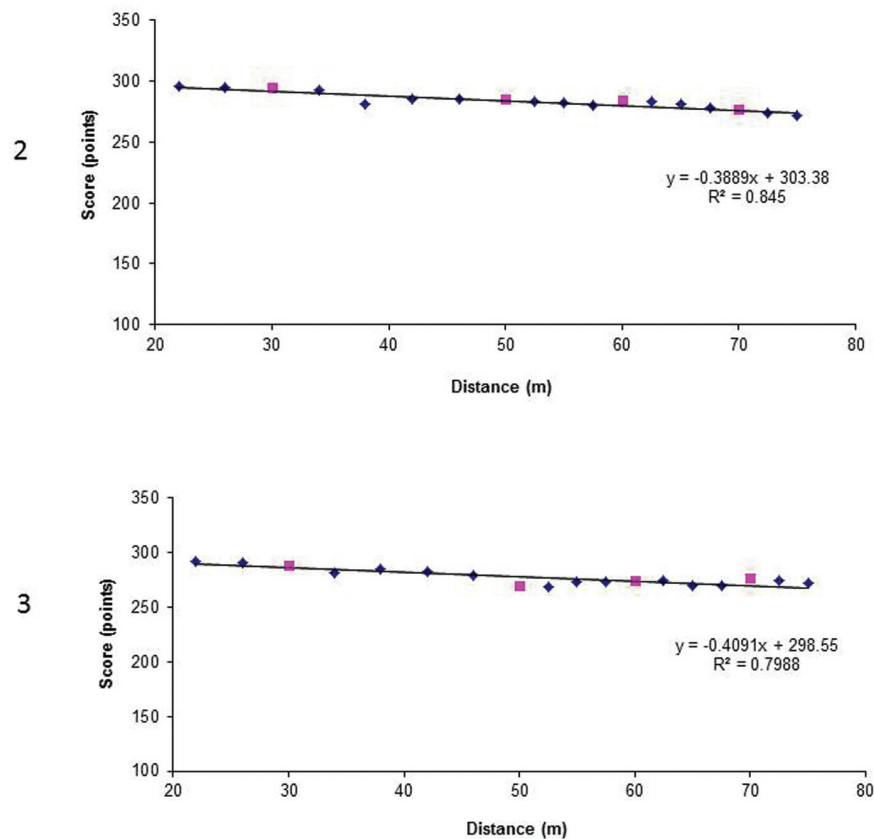 2
Score (points)
350
300
250
200
150
100
y = -0.3889x + 303.38
R² = 0.845
20 30 40 50 60 70 80
Distance (m)
3
Score (points)
350
300
250
200
150
100
y = -0.4091x + 298.55
R² = 0.7988
20 30 40 50 60 70 80
Distance (m)